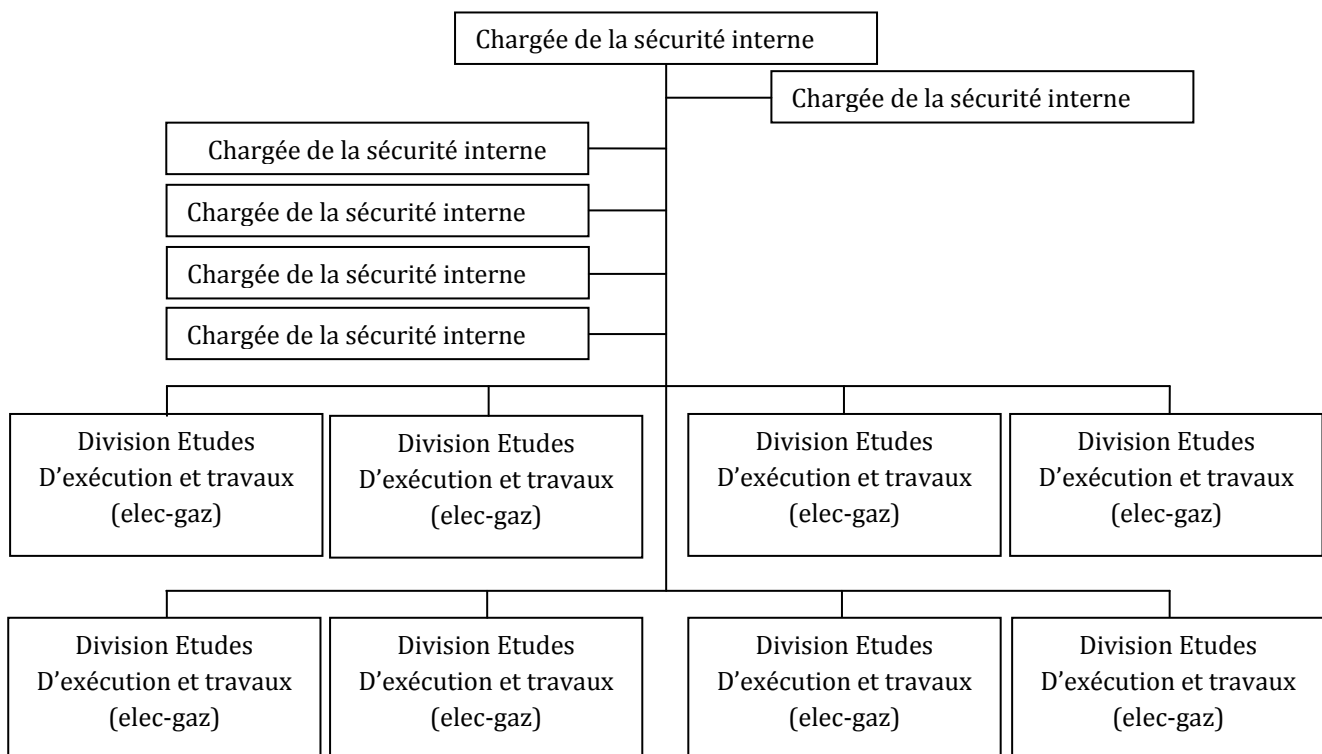 Chargée de la sécurité interne
Chargée de la sécurité interne
Chargée de la sécurité interne
Chargée de la sécurité interne
Chargée de la sécurité interne
Chargée de la sécurité interne
Division Etudes
D'exécution et travaux
(elec-gaz)
Division Etudes
D'exécution et travaux
(elec-gaz)
Division Etudes
D'exécution et travaux
(elec-gaz)
Division Etudes
D'exécution et travaux
(elec-gaz)
Division Etudes
D'exécution et travaux
(elec-gaz)
Division Etudes
D'exécution et travaux
(elec-gaz)
Division Etudes
D'exécution et travaux
(elec-gaz)
Division Etudes
D'exécution et travaux
(elec-gaz)